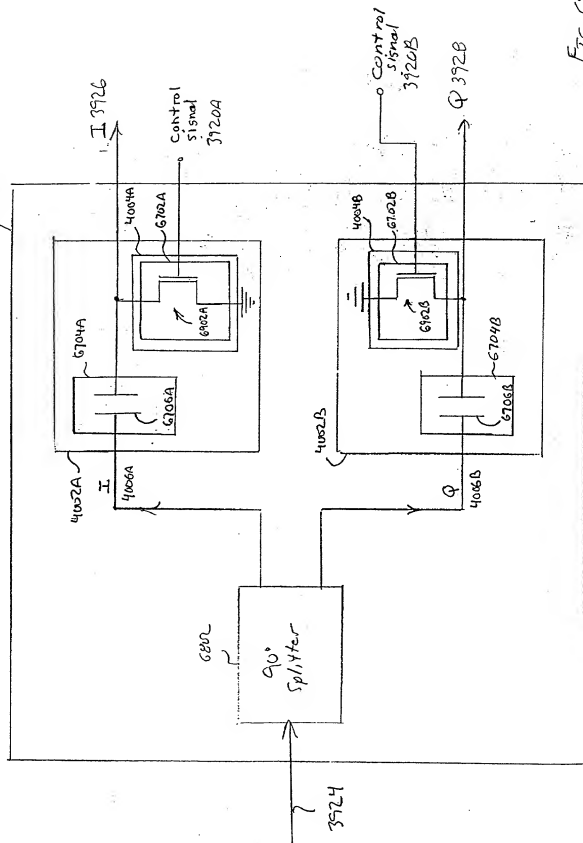 3924
6802
90°
Splitter
I
4006A
4002A
6704A
6706A
4004A
6702A
6902A
I 3926
Control
signal
3920A
Q
4006B
4002B
6704B
6706B
4004B
6702B
6902B
Control
signal
3920B
Q 3928